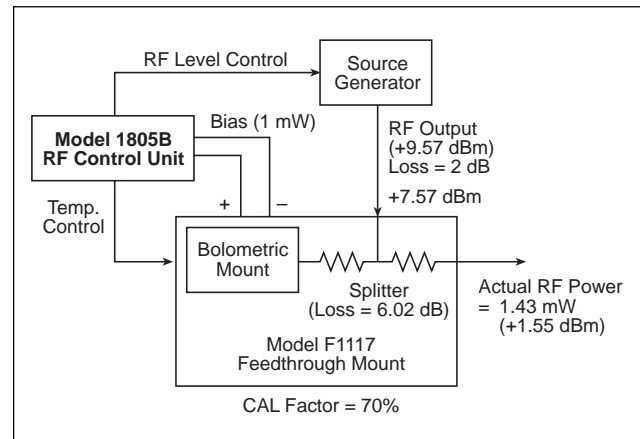 RF Level Control
Source
Generator
Bias (1 mW)
Model 1805B
RF Control Unit
RF Output
(+9.57 dBm)
Loss = 2 dB
+7.57 dBm
Temp.
Control
+
–
Bolometric
Mount
Splitter
(Loss = 6.02 dB)
Actual RF Power
= 1.43 mW
(+1.55 dBm)
Model F1117
Feedthrough Mount
CAL Factor = 70%